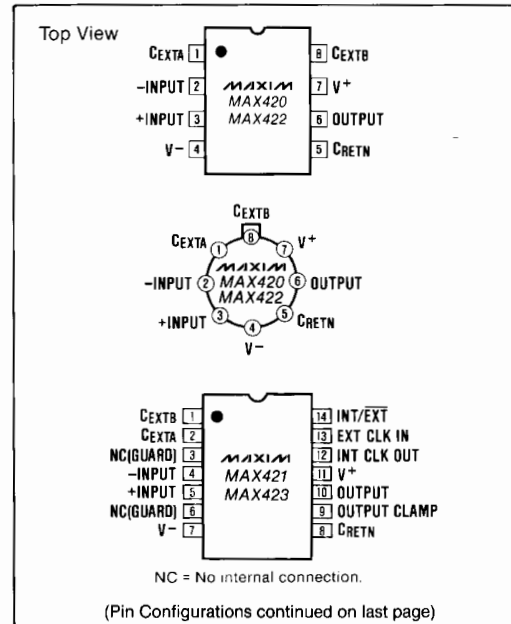 Top View
CEXTA 1
8 CEXTB
-INPUT 2
7 V+
+INPUT 3
6 OUTPUT
V- 4
5 CRETN
MAXIM
MAX420
MAX422
CEXTB
8
CEXTA 1
7 V+
-INPUT 2
6 OUTPUT
+INPUT 3
5 CRETN
4
V-
MAXIM
MAX420
MAX422
CEXTB 1
14 INT/EXT
CEXTA 2
13 EXT CLK IN
NC(GUARD) 3
12 INT CLK OUT
-INPUT 4
11 V+
+INPUT 5
10 OUTPUT
NC(GUARD) 6
9 OUTPUT CLAMP
V- 7
8 CRETN
MAXIM
MAX421
MAX423
NC = No internal connection.
(Pin Configurations continued on last page)